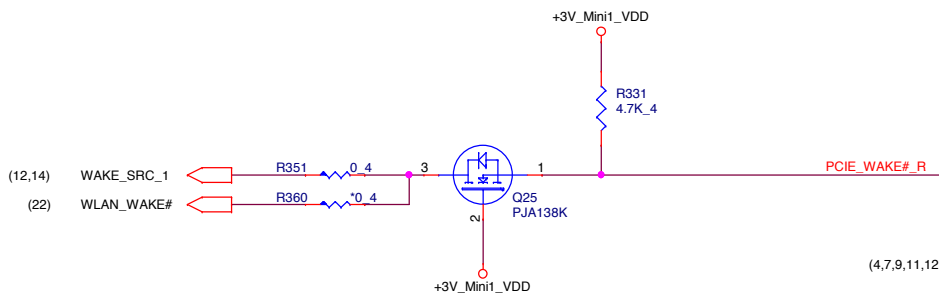 +3V_Mini1_VDD
R331
4.7K_4
(12,14) WAKE_SRC_1 R351 0_4 3 1 PCIE_WAKE#_R
(22) WLAN_WAKE# R360 *0_4 Q25
PJA138K
2
(4,7,9,11,12
+3V_Mini1_VDD